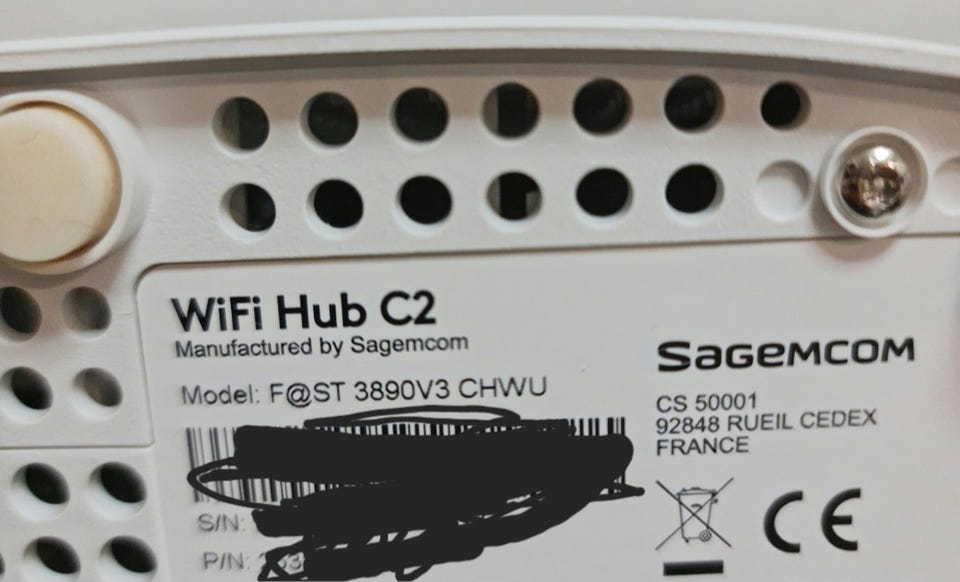 WiFi Hub C2
Manufactured by Sagemcom
Model: F@ST 3890V3 CHWU
S/N:
P/N:
SAGEMCOM
CS 50001
92848 RUEIL CEDEX
FRANCE
CE